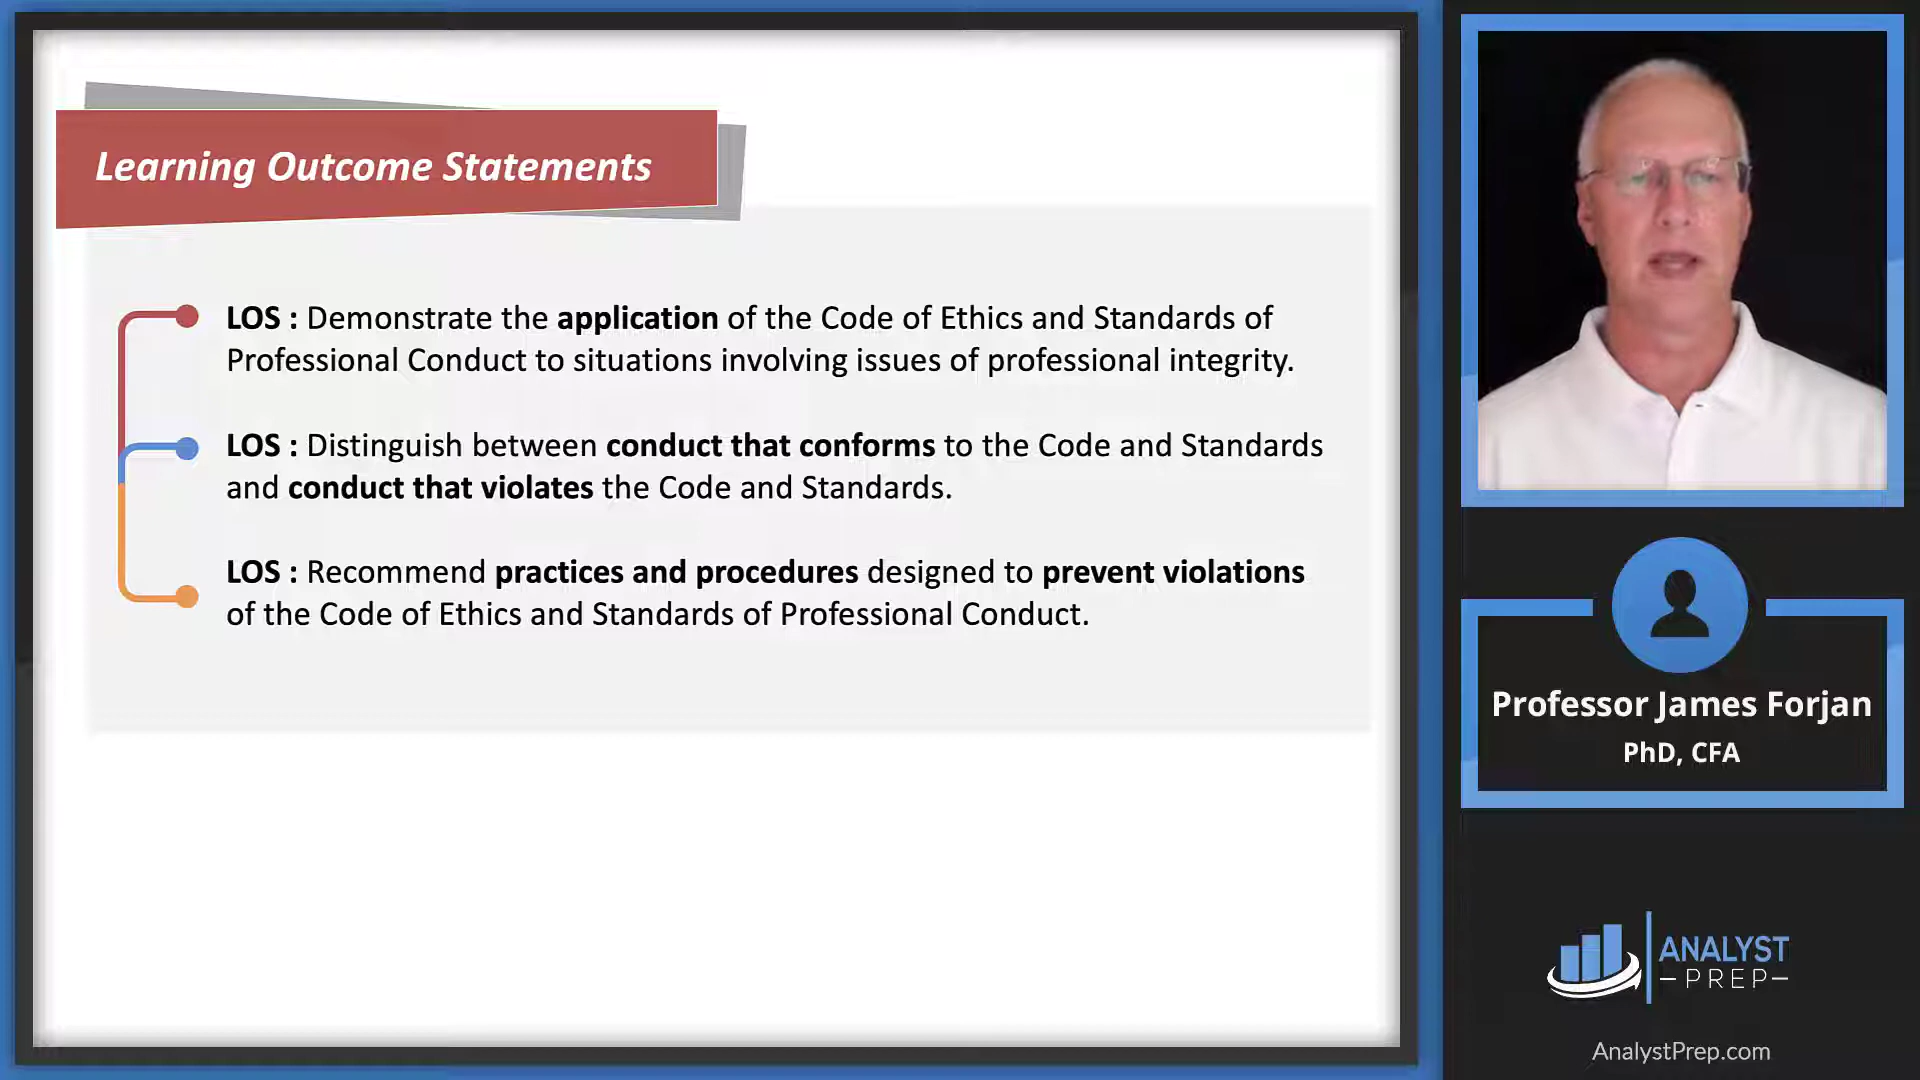 Learning Outcome Statements
LOS : Demonstrate the application of the Code of Ethics and Standards of
Professional Conduct to situations involving issues of professional integrity.
LOS : Distinguish between conduct that conforms to the Code and Standards
and conduct that violates the Code and Standards.
LOS : Recommend practices and procedures designed to prevent violations
of the Code of Ethics and Standards of Professional Conduct.
Professor James Forjan
PhD, CFA
ANALYST
PREP
AnalystPrep.com